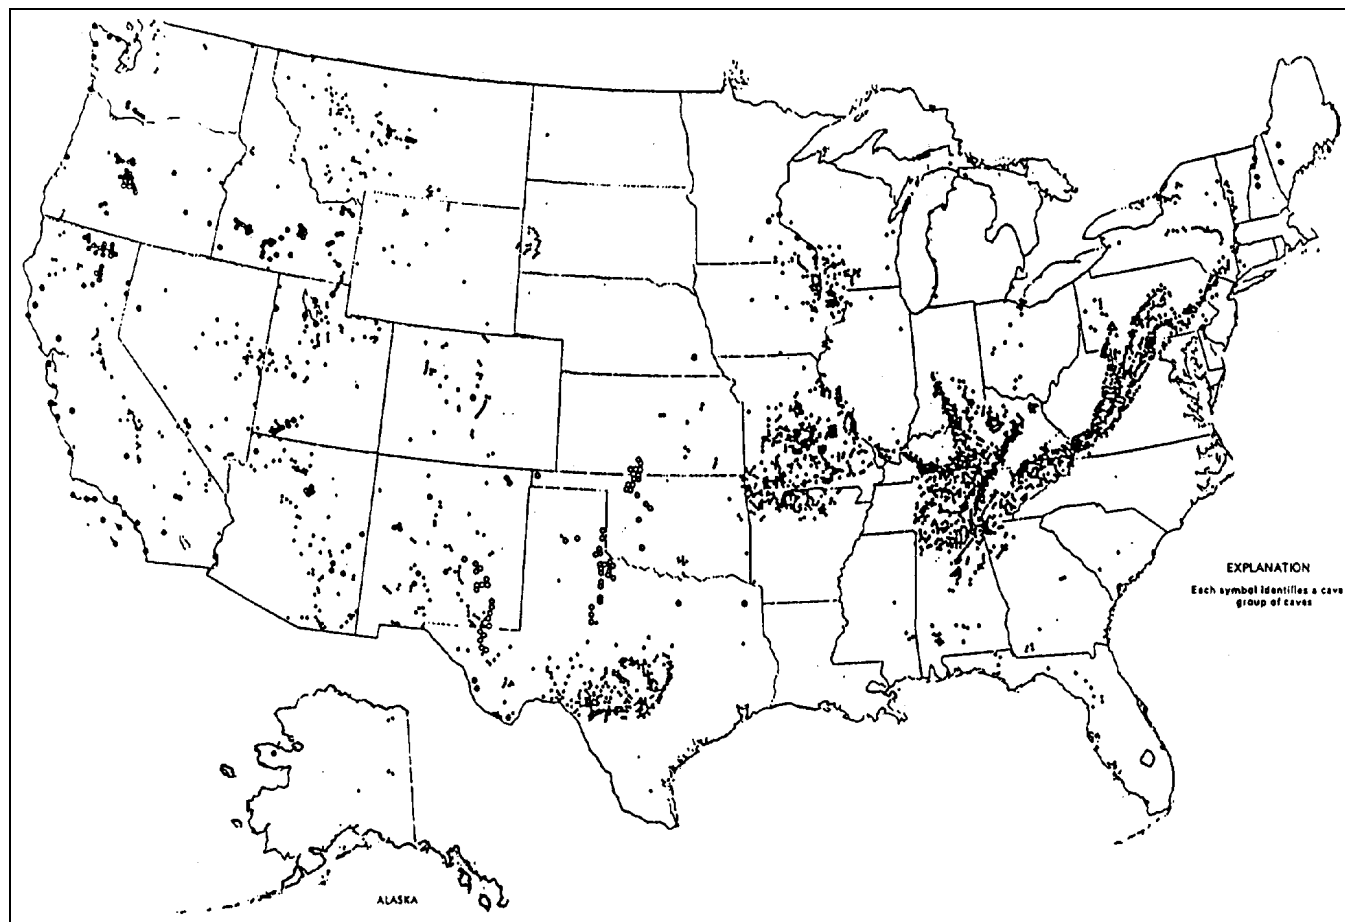 EXPLANATION
Each symbol identifies a cave
group of caves
ALASKA